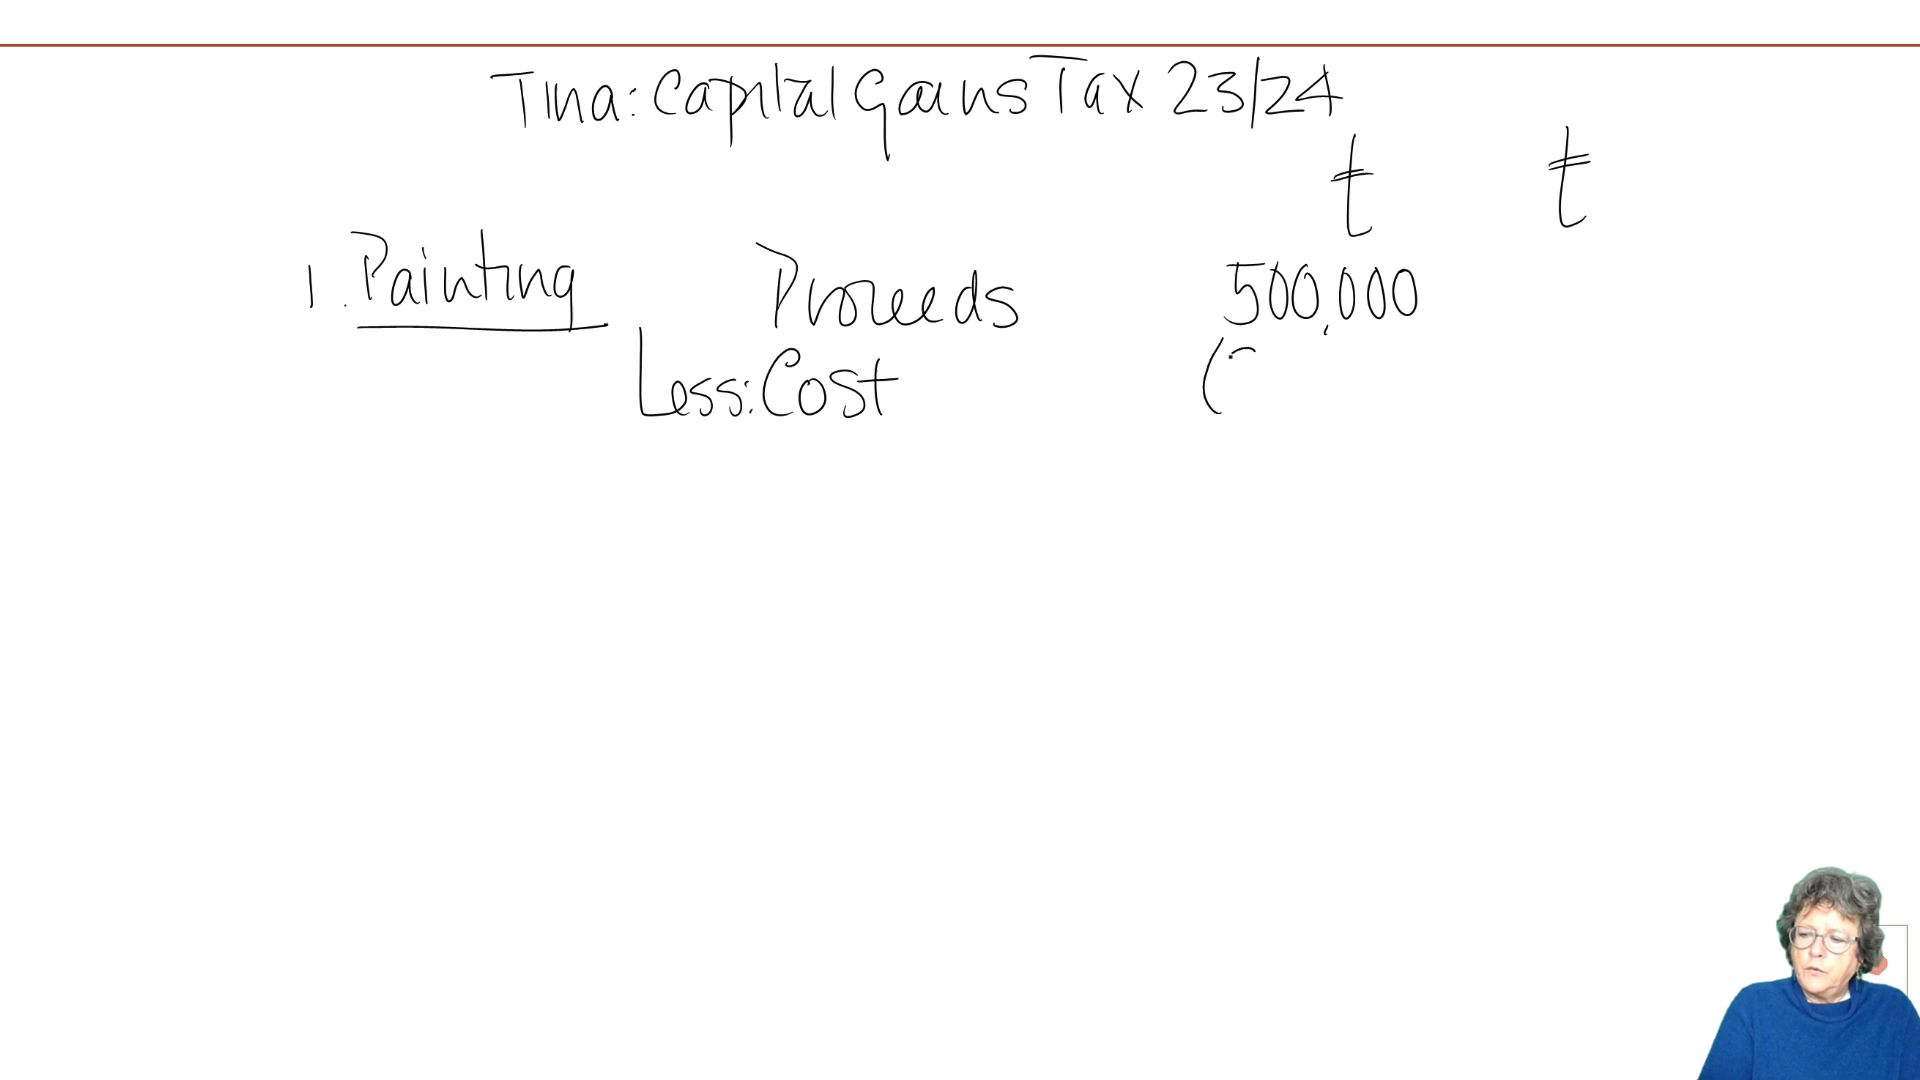 Tina: Capital Gains Tax 23/24
£ £
1. Painting Proceeds 500,000
Less: Cost (